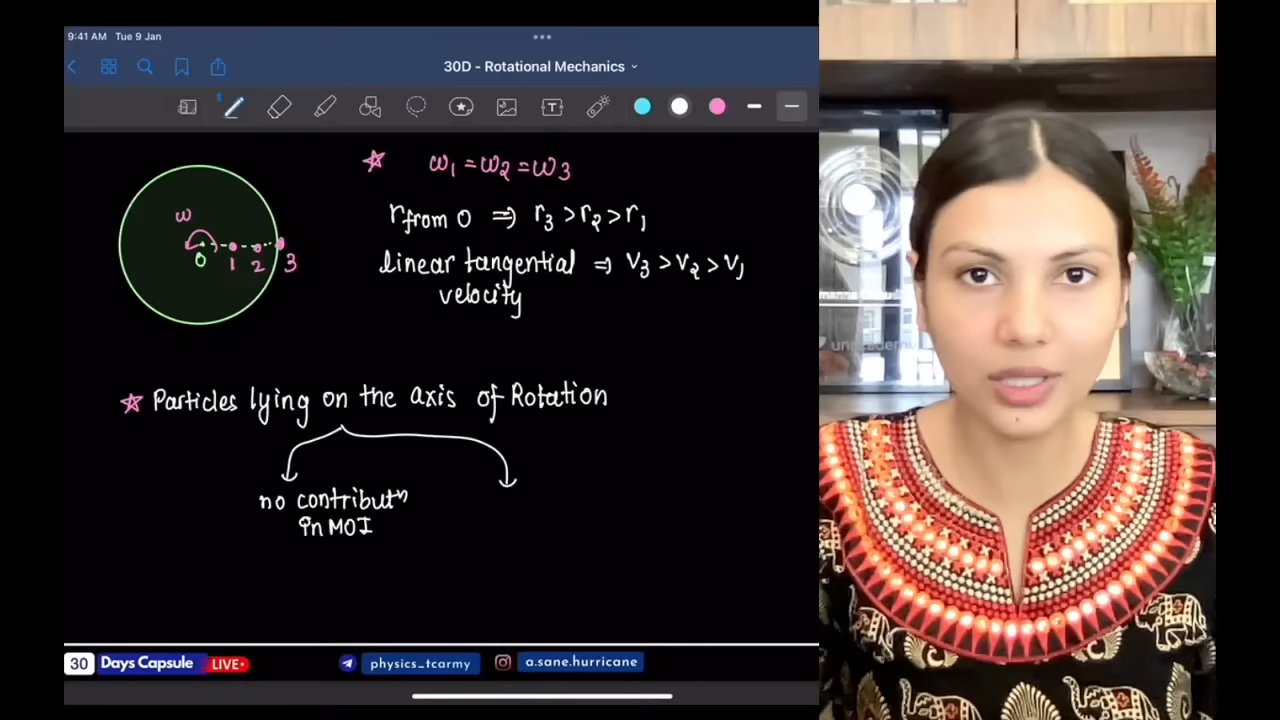 9:41 AM Tue 9 Jan
30D - Rotational Mechanics
T
☆ ω1 = ω2 = ω3
ω
0 1 2 3
r from 0 ⇒ r3 > r2 > r1
linear tangential ⇒ v3 > v2 > v1
velocity
☆ Particles lying on the axis of Rotation
no contributⁿ
in MOI
30 Days Capsule LIVE
physics_tcarmy
a.sane.hurricane